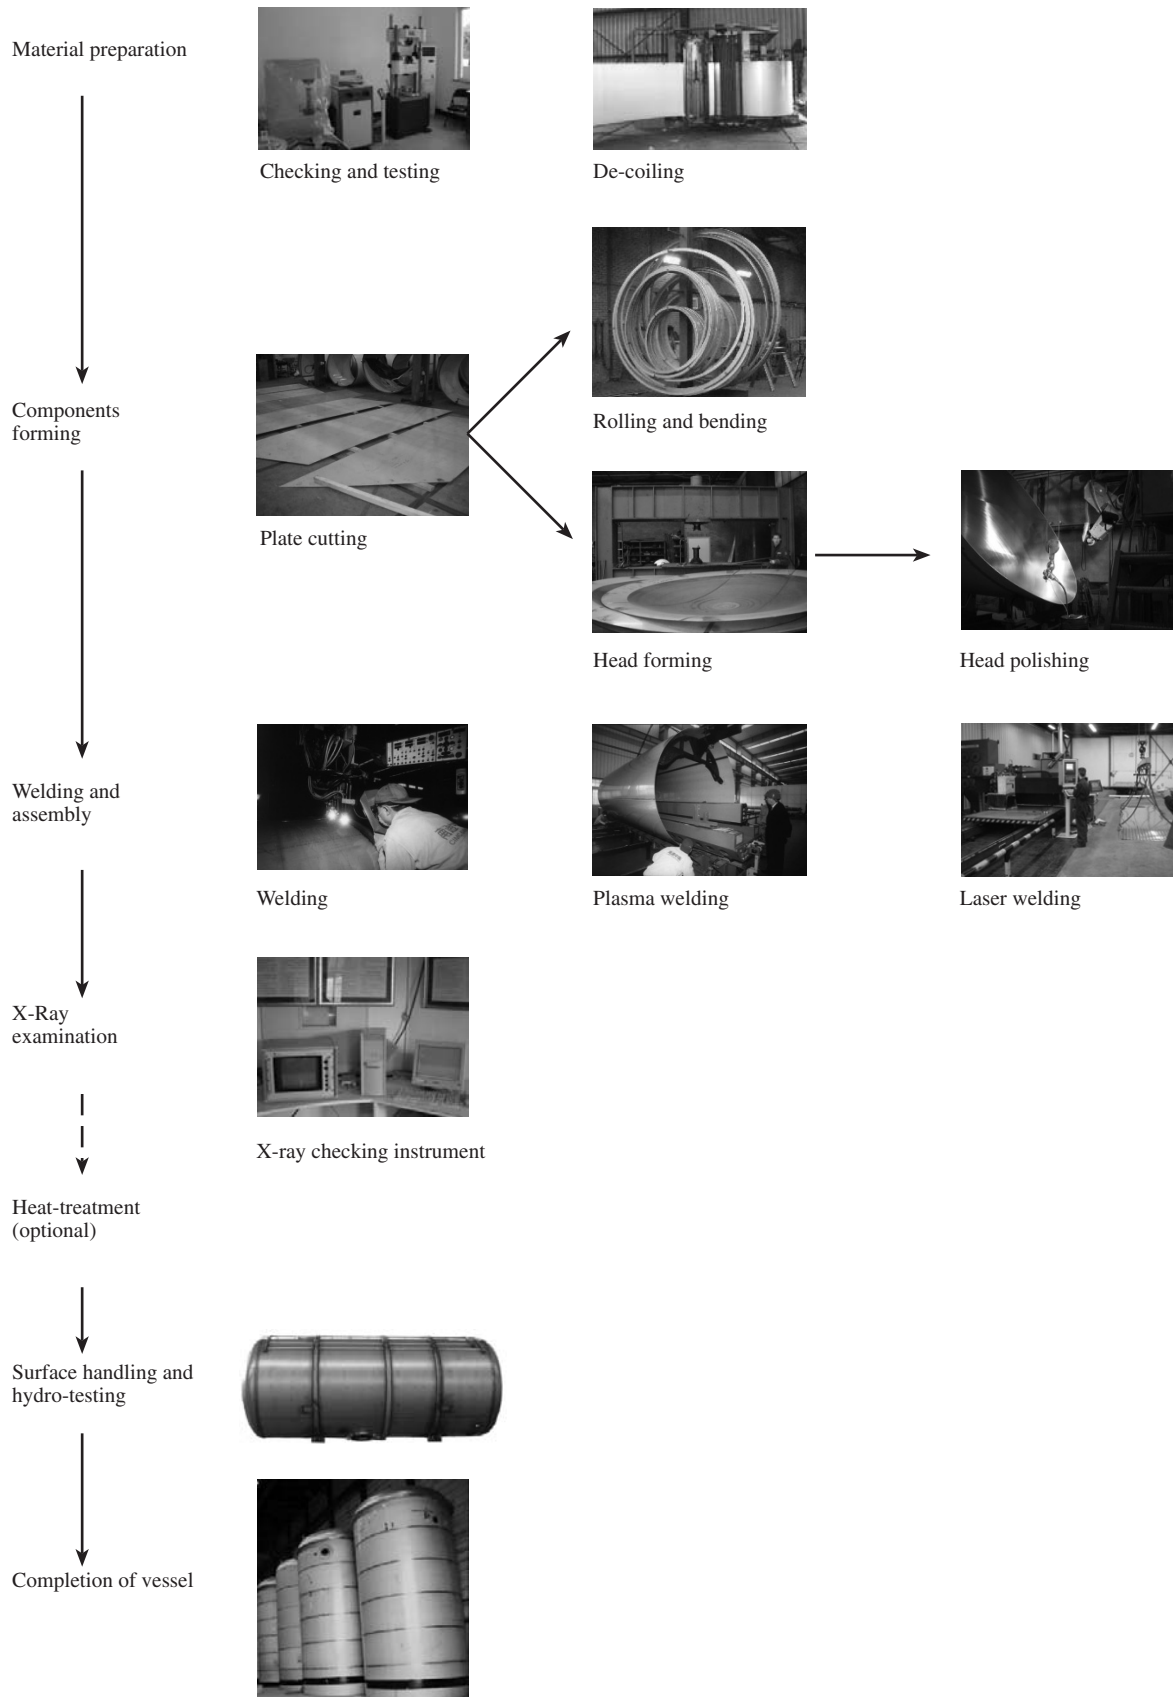 Material preparation
Checking and testing
De-coiling
Components
forming
Rolling and bending
Plate cutting
Head forming
Head polishing
Welding and
assembly
Welding
Plasma welding
Laser welding
X-Ray
examination
X-ray checking instrument
Heat-treatment
(optional)
Surface handling and
hydro-testing
Completion of vessel